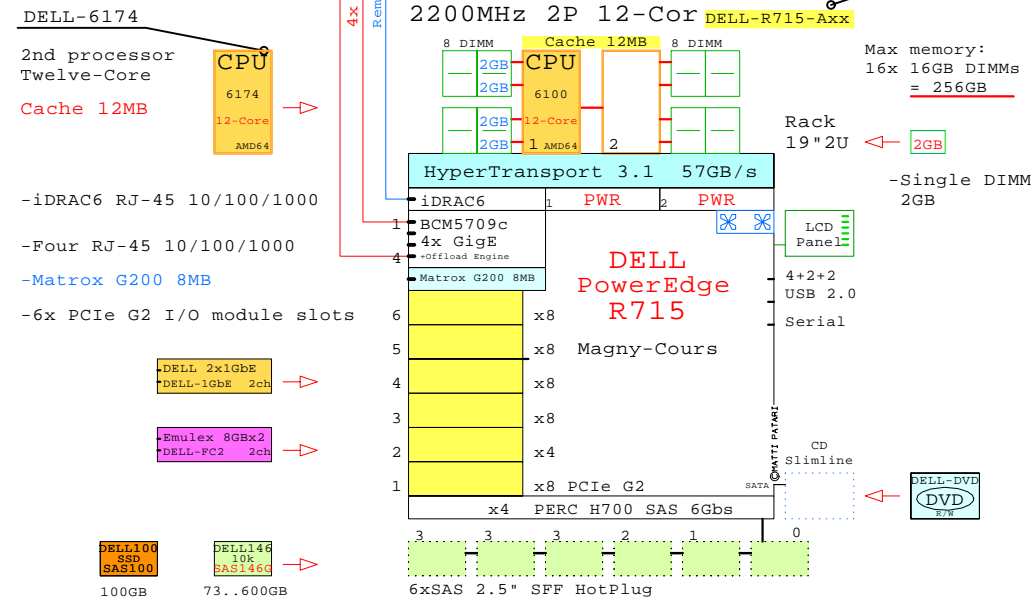 DELL-6174
4x
Rem
2200MHz 2P 12-Cor
DELL-R715-Axx
2nd processor
Twelve-Core
Cache 12MB
CPU
6174
12-Core
AMD64
8 DIMM
Cache 12MB
8 DIMM
2GB
2GB
2GB
2GB
CPU
6100
12-Core
1 AMD64
2
Max memory:
16x 16GB DIMMs
= 256GB
Rack
19"2U
2GB
-Single DIMM
2GB
HyperTransport 3.1 57GB/s
iDRAC6
1 PWR
2 PWR
-iDRAC6 RJ-45 10/100/1000
1
BCM5709c
4x GigE
4
+Offload Engine
-Four RJ-45 10/100/1000
LCD
Panel
-Matrox G200 8MB
Matrox G200 8MB
DELL
PowerEdge
R715
4+2+2
USB 2.0
Serial
-6x PCIe G2 I/O module slots
6 x8
5 x8
Magny-Cours
4 x8
3 x8
2 x4
1 x8 PCIe G2
DELL 2x1GbE
DELL-1GbE 2ch
Emulex 8GBx2
DELL-FC2 2ch
©MATTI PATARI
CD
Slimline
SATA
DELL-DVD
DVD
R/W
x4 PERC H700 SAS 6Gbs
3 3 3 2 1 0
6xSAS 2.5" SFF HotPlug
DELL100
SSD
SAS100
100GB
DELL146
10k
SAS146G
73..600GB